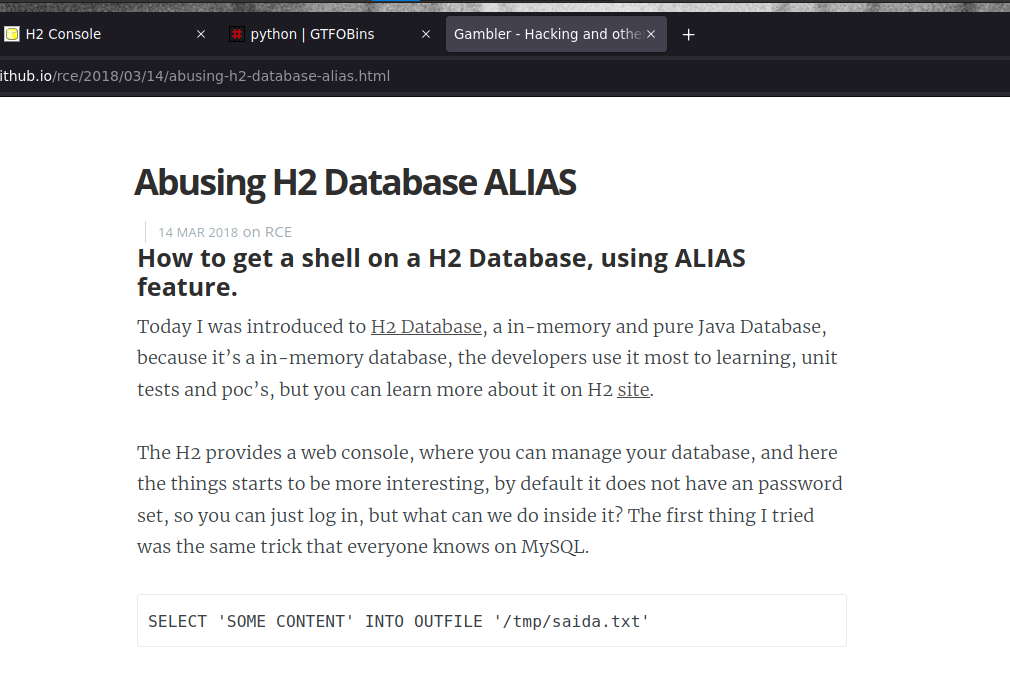 H2 Console
python | GTFOBins
Gambler - Hacking and othe
ithub.io/rce/2018/03/14/abusing-h2-database-alias.html
Abusing H2 Database ALIAS
14 MAR 2018 on RCE
How to get a shell on a H2 Database, using ALIAS
feature.
Today I was introduced to H2 Database, a in-memory and pure Java Database,
because it’s a in-memory database, the developers use it most to learning, unit
tests and poc’s, but you can learn more about it on H2 site.
The H2 provides a web console, where you can manage your database, and here
the things starts to be more interesting, by default it does not have an password
set, so you can just log in, but what can we do inside it? The first thing I tried
was the same trick that everyone knows on MySQL.
SELECT 'SOME CONTENT' INTO OUTFILE '/tmp/saida.txt'